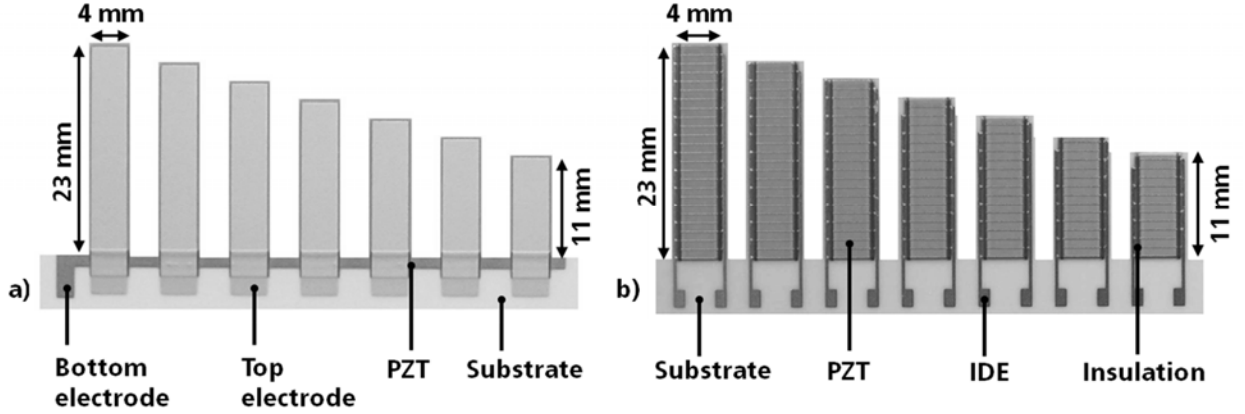 4 mm
23 mm
11 mm
a)
Bottom
electrode
Top
electrode
PZT
Substrate
4 mm
23 mm
11 mm
b)
Substrate
PZT
IDE
Insulation